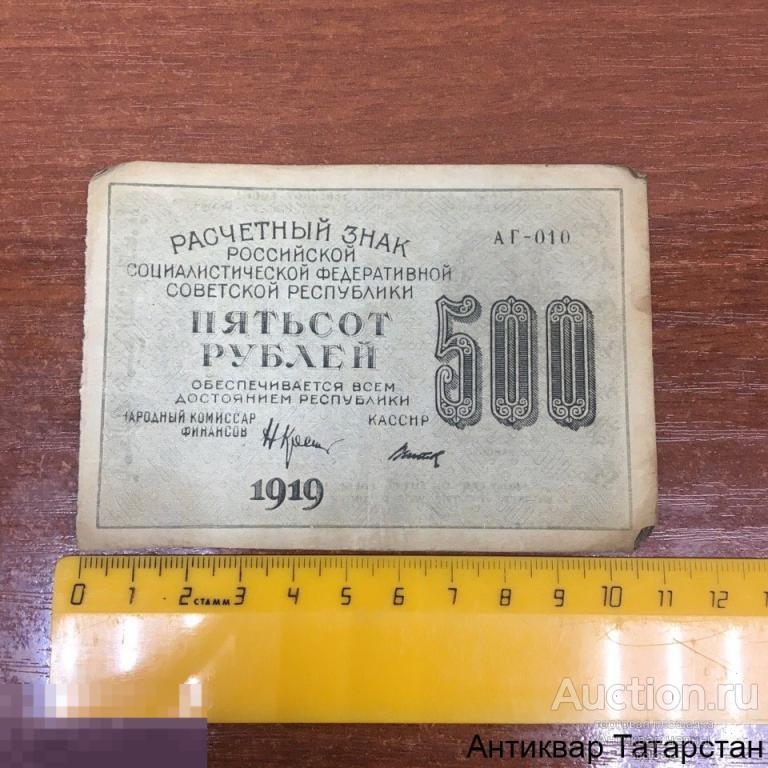 РАСЧЕТНЫЙ ЗНАК
АГ-010
РОССИЙСКОЙ
СОЦИАЛИСТИЧЕСКОЙ ФЕДЕРАТИВНОЙ
СОВЕТСКОЙ РЕСПУБЛИКИ
ПЯТЬСОТ
РУБЛЕЙ
500
ОБЕСПЕЧИВАЕТСЯ ВСЕМ
ДОСТОЯНИЕМ РЕСПУБЛИКИ
НАРОДНЫЙ КОМИССАР
ФИНАНСОВ
КАССИР
1919
0 1 2 3 4 5 6 7 8 9 10 11 12
СТАММ
Auction.ru
Антиквар Татарстан